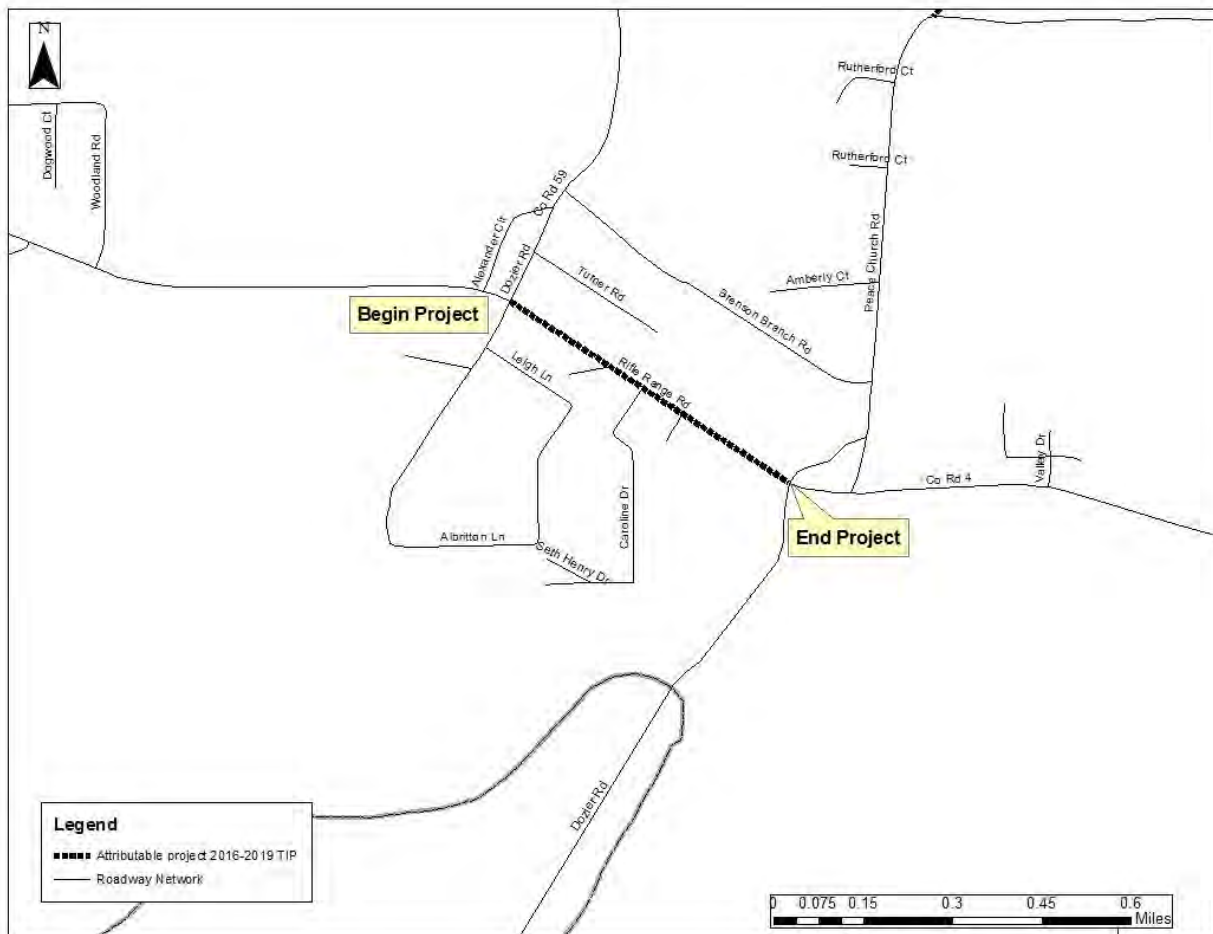 N
Rutherford Ct
Dogwood Ct
Woodland Rd
Rutherford Ct
Co Rd 59
Peace Church Rd
Alexander Cir
Dozier Rd
Turner Rd
Amberly Ct
Begin Project
Brenson Branch Rd
Leigh Ln
Rifle Range Rd
Valley Dr
Co Rd 4
Caroline Dr
Albritton Ln
End Project
Seth Henry Dr
Dozier Rd
Legend
Attributable project 2016-2019 TIP
Roadway Network
0 0.075 0.15 0.3 0.45 0.6
Miles